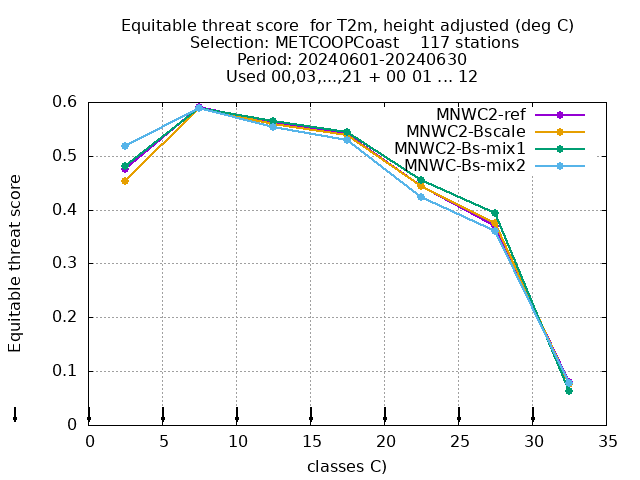 Equitable threat score  for T2m, height adjusted (deg C)
Selection: METCOOPCoast    117 stations
Period: 20240601-20240630
Used 00,03,...,21 + 00 01 ... 12
MNWC2-ref
MNWC2-Bscale
MNWC2-Bs-mix1
MNWC-Bs-mix2
Equitable threat score
0.6
0.5
0.4
0.3
0.2
0.1
0
0 5 10 15 20 25 30 35
classes C)